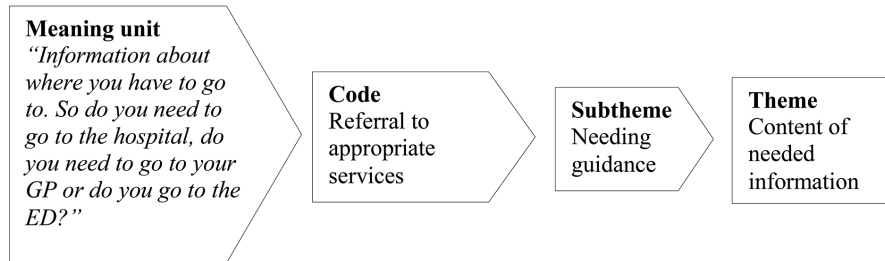 Meaning unit
“Information about
where you have to go
to. So do you need to
go to the hospital, do
you need to go to your
GP or do you go to the
ED?”
Code
Referral to
appropriate
services
Subtheme
Needing
guidance
Theme
Content of
needed
information